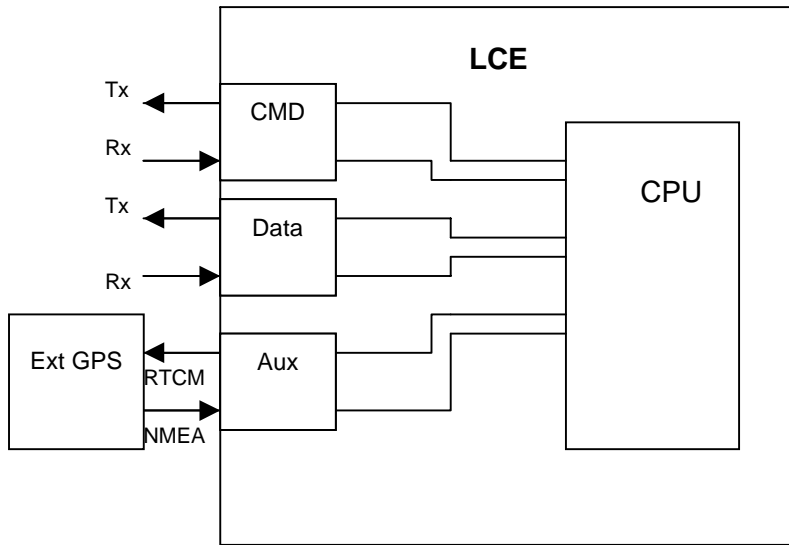 LCE
Tx
CMD
Rx
CPU
Tx
Data
Rx
Ext GPS
Aux
RTCM
NMEA